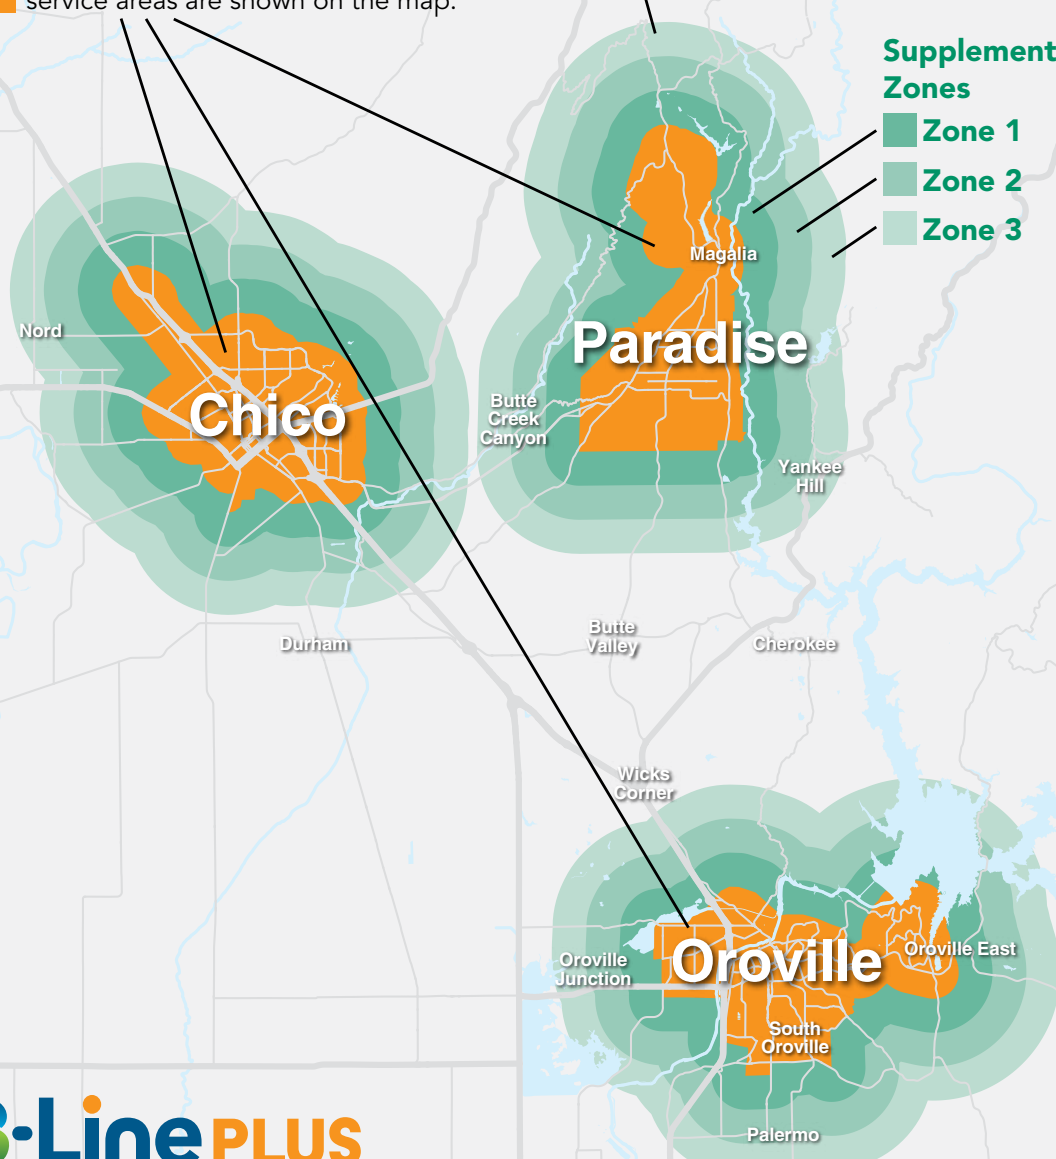 service areas are shown on the map.
Supplement
Zones
Zone 1
Zone 2
Zone 3
Magalia
Paradise
Nord
Chico
Butte
Creek
Canyon
Yankee
Hill
Durham
Butte
Valley
Cherokee
Wicks
Corner
Oroville
Junction
Oroville
Oroville East
South
Oroville
Palermo
B-Line PLUS